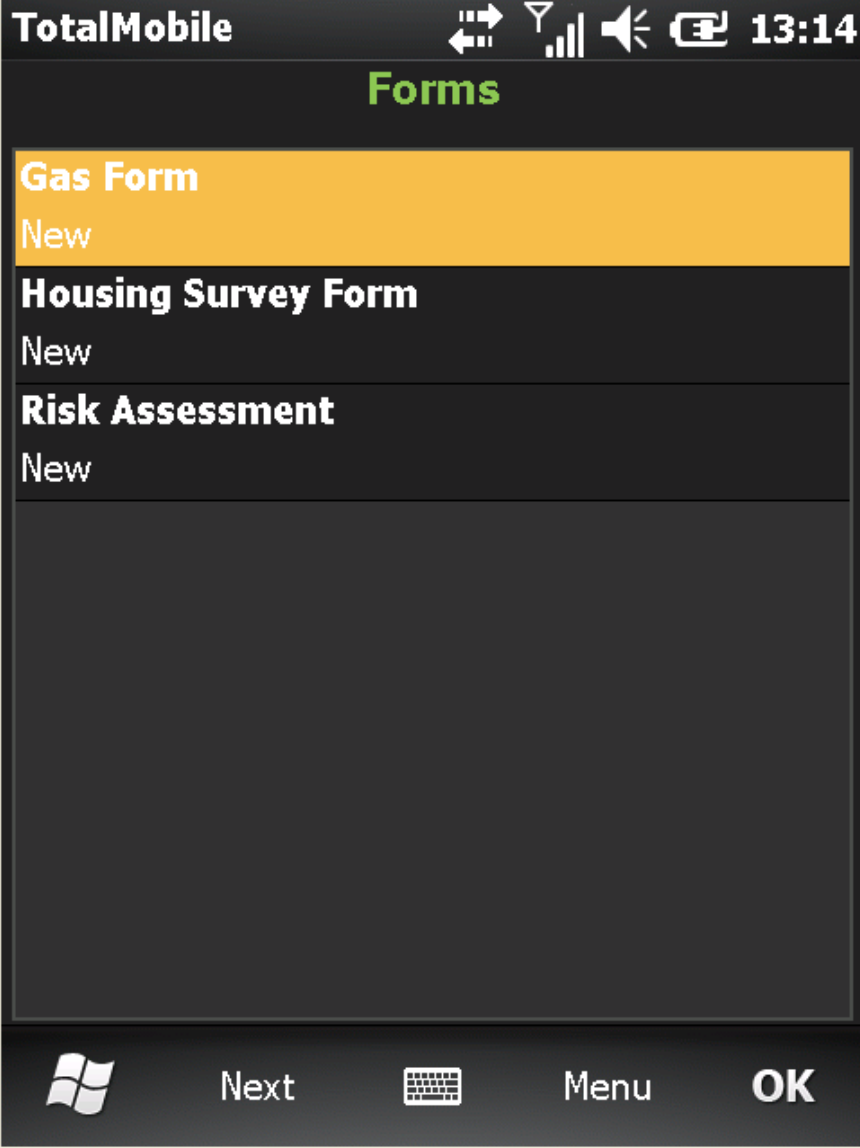 TotalMobile 13:14
Forms
Gas Form
New
Housing Survey Form
New
Risk Assessment
New
Next Menu OK